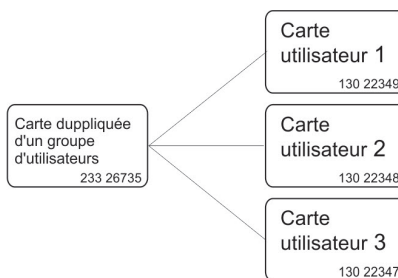 Carte
utilisateur 1
130 22349
Carte duppliquée
d'un groupe
d'utilisateurs
233 26735
Carte
utilisateur 2
130 22348
Carte
utilisateur 3
130 22347